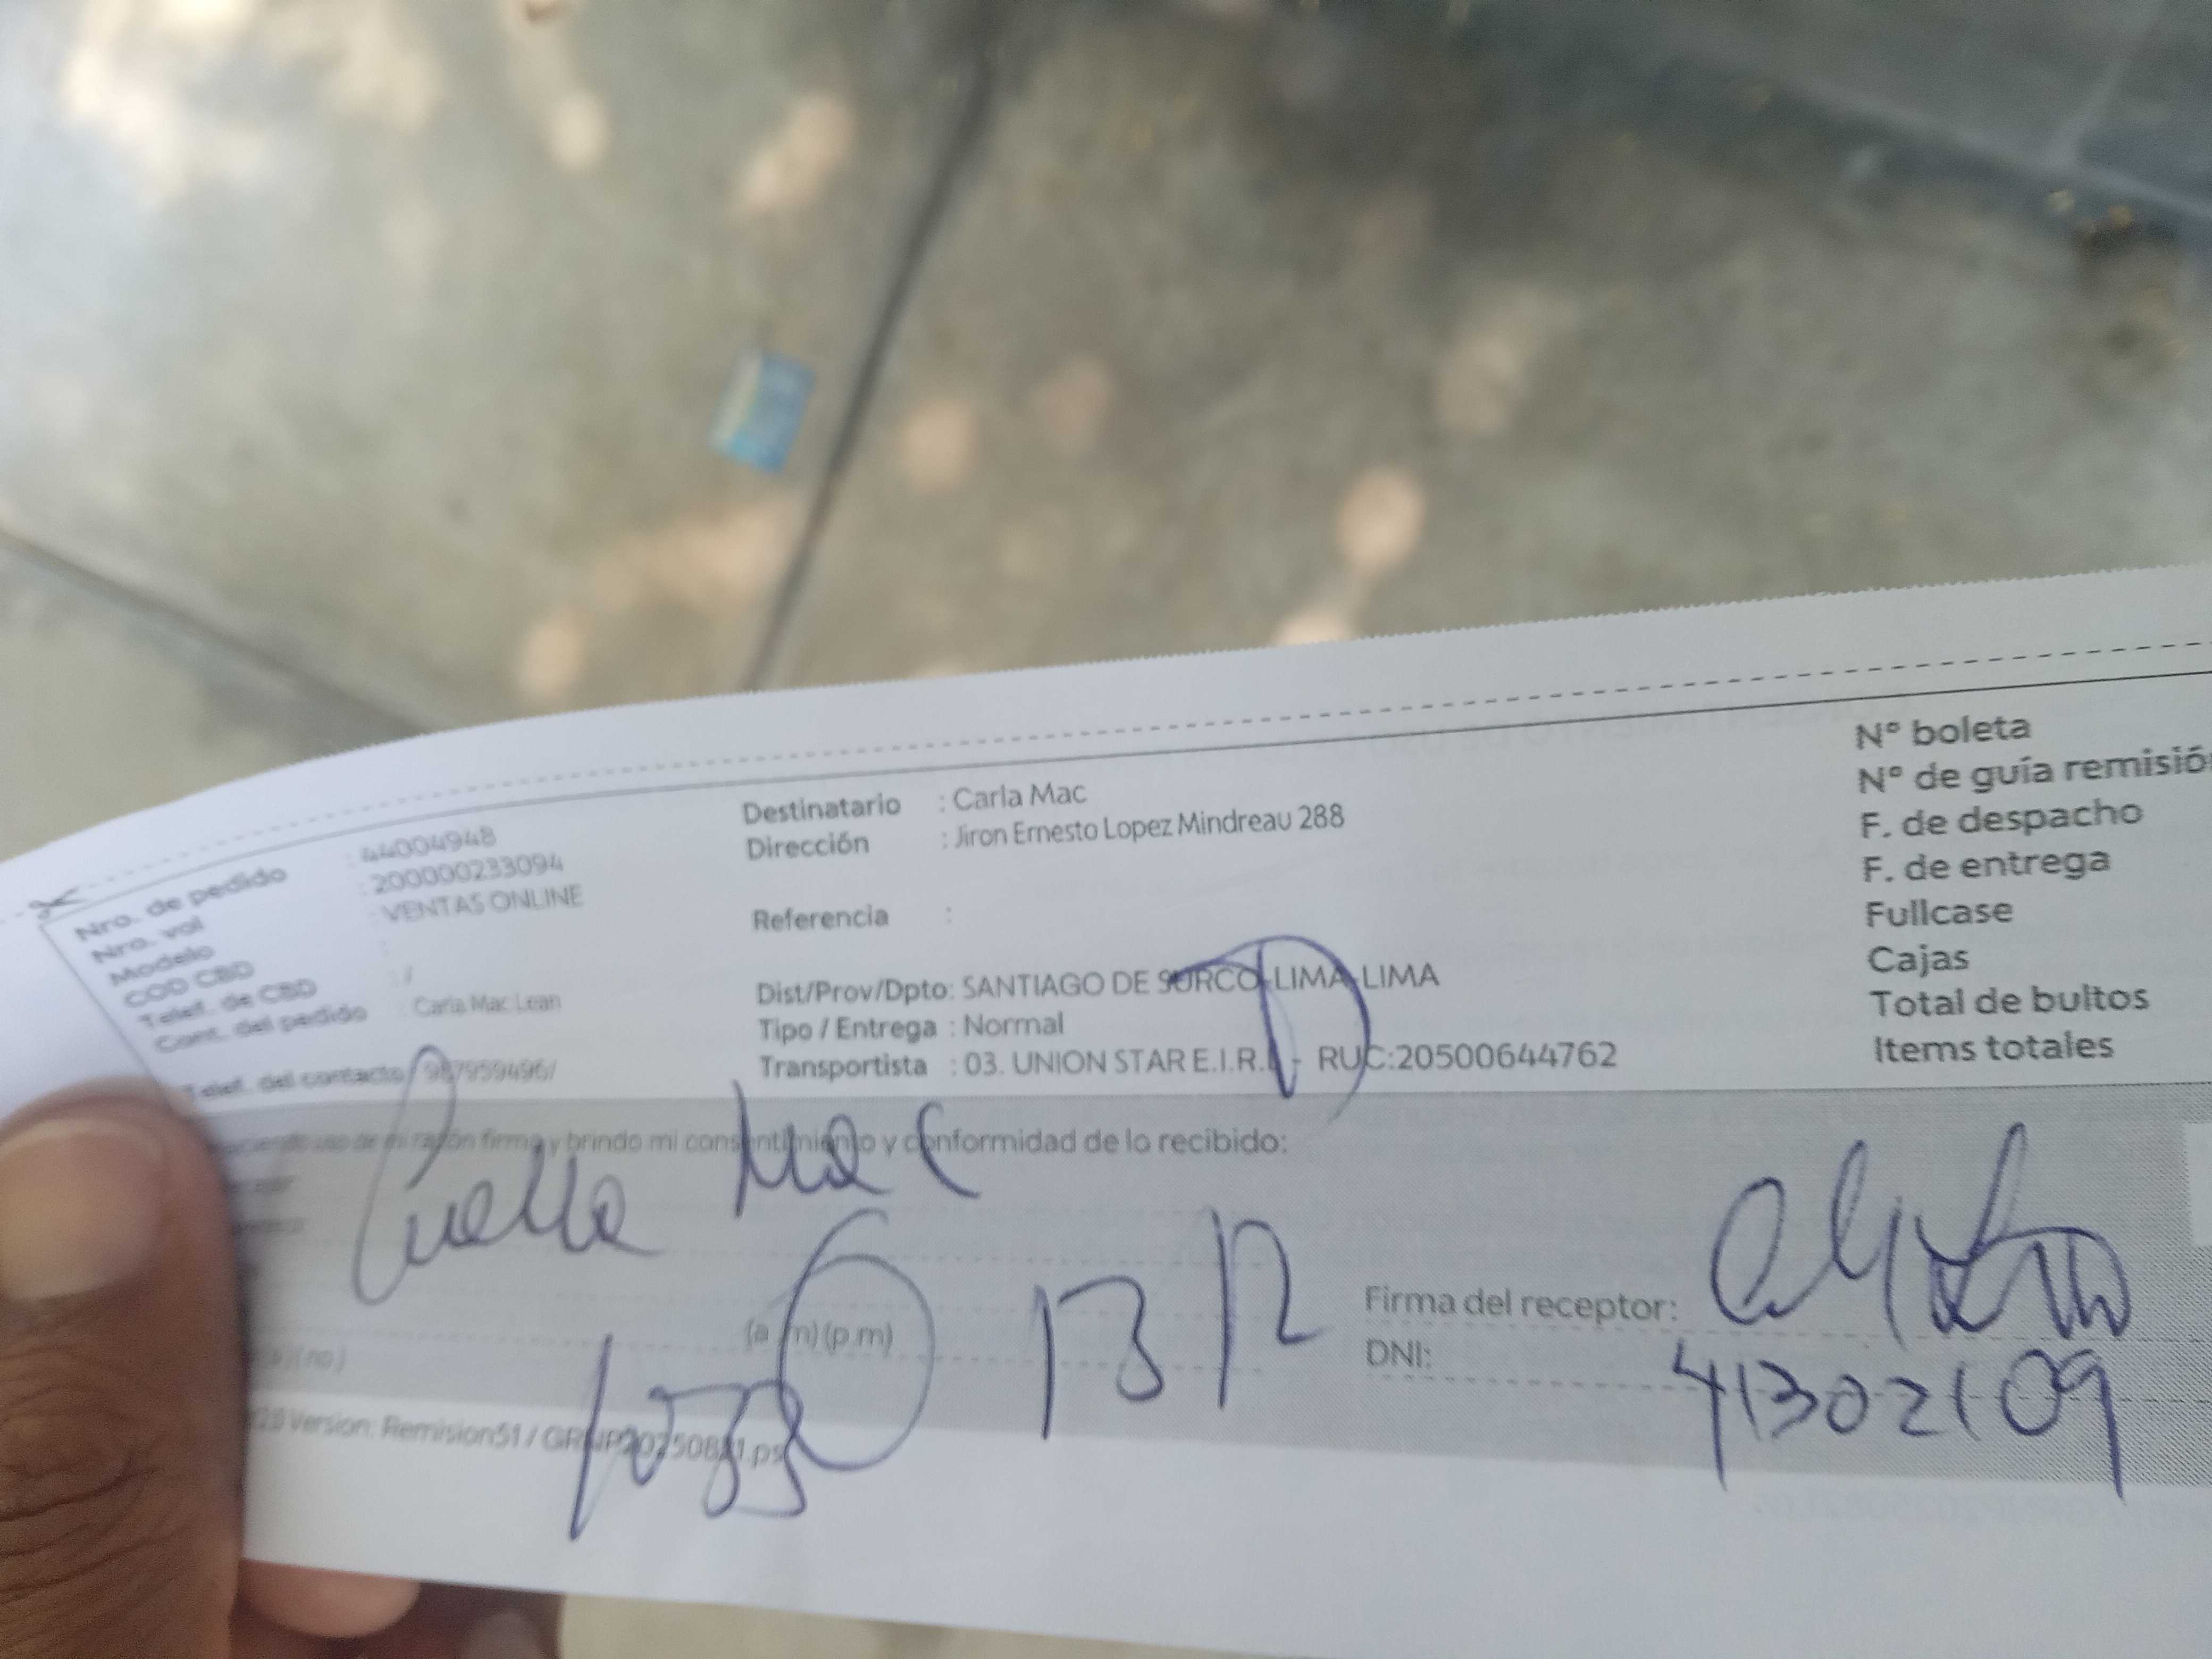 Nro. de pedido : 44004948
Nro. vol : 200000233094
Modelo : VENTAS ONLINE
COD CBD :
Telef. de CBD : /
Cont. del pedido : Carla Mac Lean
Telef. del contacto
Destinatario : Carla Mac
Dirección : Jiron Ernesto Lopez Mindreau 288
Referencia :
Dist/Prov/Dpto: SANTIAGO DE SURCO-LIMA-LIMA
Tipo / Entrega : Normal
Transportista : 03. UNION STAR E.I.R.L - RUC:20500644762
N° boleta
N° de guía remisión
F. de despacho
F. de entrega
Fullcase
Cajas
Total de bultos
Items totales
mi razón firmo y brindo mi consentimiento y conformidad de lo recibido:
Mac
(a.m) (p.m)
13 12
Firma del receptor:
DNI: 41302109
(no)
Version: Remision51 /